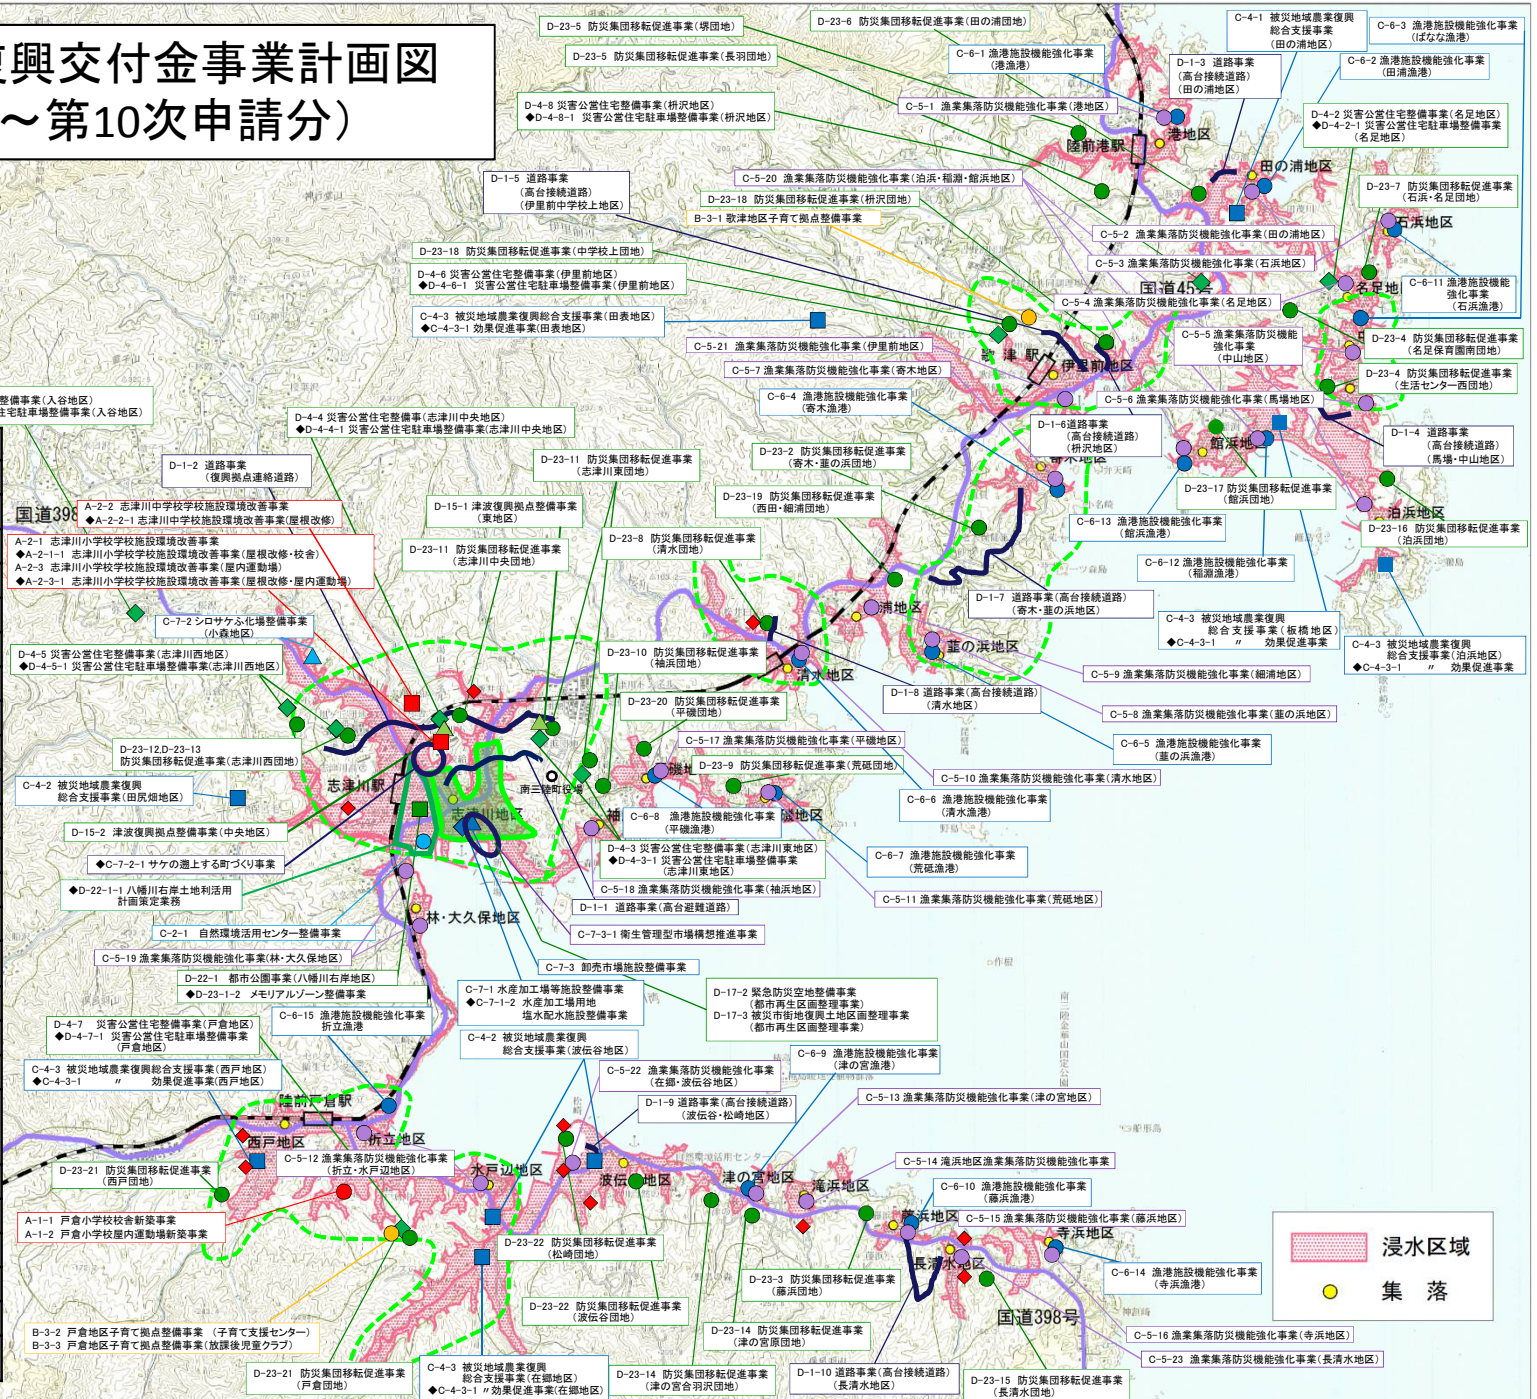 復興交付金事業計画図
～第10次申請分）
D-23-5 防災集団移転促進事業(堺団地)
D-23-6 防災集団移転促進事業(田の浦団地)
C-4-1 被災地域農業復興
総合支援事業
(田の浦地区)
C-6-3 漁港施設機能強化事業
(ばなな漁港)
D-23-5 防災集団移転促進事業(長羽団地)
C-6-1 漁港施設機能強化事業
(港漁港)
D-1-3 道路事業
(高台接続道路)
(田の浦地区)
C-6-2 漁港施設機能強化事業
(田浦漁港)
D-4-8 災害公営住宅整備事業(枡沢地区)
◆D-4-8-1 災害公営住宅駐車場整備事業(枡沢地区)
C-5-1 漁業集落防災機能強化事業(港地区)
D-4-2 災害公営住宅整備事業(名足地区)
◆D-4-2-1 災害公営住宅駐車場整備事業
(名足地区)
港地区
陸前港駅
田の浦地区
D-1-5 道路事業
(高台接続道路)
(伊里前中学校上地区)
C-5-20 漁業集落防災機能強化事業(泊浜・稲淵・館浜地区)
D-23-18 防災集団移転促進事業(枡沢団地)
B-3-1 歌津地区子育て拠点整備事業
D-23-7 防災集団移転促進事業
(石浜・名足団地)
石浜地区
C-5-2 漁業集落防災機能強化事業(田の浦地区)
D-23-18 防災集団移転促進事業(中学校上団地)
C-5-3 漁業集落防災機能強化事業(石浜地区)
D-4-6 災害公営住宅整備事業(伊里前地区)
◆D-4-6-1 災害公営住宅駐車場整備事業(伊里前地区)
国道45号
名足地
C-6-11 漁港施設機能
強化事業
(石浜漁港)
C-5-4 漁業集落防災機能強化事業(名足地区)
C-4-3 被災地域農業復興総合支援事業(田表地区)
◆C-4-3-1 効果促進事業(田表地区)
C-5-5 漁業集落防災機能
強化事業
(中山地区)
D-23-4 防災集団移転促進事業
(名足保育園南団地)
C-5-21 漁業集落防災機能強化事業(伊里前地区)
歌津駅
伊里前地区
C-5-7 漁業集落防災機能強化事業(寄木地区)
D-23-4 防災集団移転促進事業
(生活センター西団地)
C-6-4 漁港施設機能強化事業
(寄木漁港)
C-5-6 漁業集落防災機能強化事業(馬場地区)
整備事業(入谷地区)
住宅駐車場整備事業(入谷地区)
D-4-4 災害公営住宅整備事(志津川中央地区)
◆D-4-4-1 災害公営住宅駐車場整備事業(志津川中央地区)
D-1-6道路事業
(高台接続道路)
(枡沢地区)
D-1-4 道路事業
(高台接続道路)
(馬場・中山地区)
館浜地
寄木地区
D-1-2 道路事業
(復興拠点連絡道路)
D-23-11 防災集団移転促進事業
(志津川東団地)
D-23-2 防災集団移転促進事業
(寄木・韮の浜団地)
D-23-17 防災集団移転促進事業
(館浜団地)
国道398
A-2-2 志津川中学校学校施設環境改善事業
◆A-2-2-1 志津川中学校施設環境改善事業(屋根改修)
D-15-1 津波復興拠点整備事業
(東地区)
D-23-19 防災集団移転促進事業
(西田・細浦団地)
C-6-13 漁港施設機能強化事業
(館浜漁港)
泊浜地区
D-23-16 防災集団移転促進事業
(泊浜団地)
A-2-1 志津川小学校学校施設環境改善事業
◆A-2-1-1 志津川小学校学校施設環境改善事業(屋根改修・校舎)
A-2-3 志津川小学校学校施設環境改善事業(屋内運動場)
◆A-2-3-1 志津川小学校学校施設環境改善事業(屋根改修・屋内運動場)
D-23-11 防災集団移転促進事業
(志津川中央団地)
D-23-8 防災集団移転促進事業
(清水団地)
C-6-12 漁港施設機能強化事業
(稲淵漁港)
D-1-7 道路事業(高台接続道路)
(寄木・韮の浜地区)
浦地区
C-7-2 シロサケふ化場整備事業
(小森地区)
C-4-3 被災地域農業復興
総合支援事業(板橋地区)
◆C-4-3-1 〃 効果促進事業
C-4-3 被災地域農業復興
総合支援事業(泊浜地区)
◆C-4-3-1 〃 効果促進事業
D-4-5 災害公営住宅整備事業(志津川西地区)
◆D-4-5-1 災害公営住宅駐車場整備事業(志津川西地区)
D-23-10 防災集団移転促進事業
(袖浜団地)
韮の浜地区
清水地区
C-5-9 漁業集落防災機能強化事業(細浦地区)
D-1-8 道路事業(高台接続道路)
(清水地区)
D-23-20 防災集団移転促進事業
(平磯団地)
C-5-8 漁業集落防災機能強化事業(韮の浜地区)
D-23-12,D-23-13
防災集団移転促進事業(志津川西団地)
C-5-17 漁業集落防災機能強化事業(平磯地区)
C-6-5 漁港施設機能強化事業
(韮の浜漁港)
D-23-9 防災集団移転促進事業(荒砥団地)
C-5-10 漁業集落防災機能強化事業(清水地区)
C-4-2 被災地域農業復興
総合支援事業(田尻畑地区)
志津川駅
南三陸町役場
C-6-6 漁港施設機能強化事業
(清水漁港)
志津川地区
C-6-8 漁港施設機能強化事業
(平磯漁港)
D-15-2 津波復興拠点整備事業(中央地区)
D-4-3 災害公営住宅整備事業(志津川東地区)
◆D-4-3-1 災害公営住宅駐車場整備事業
(志津川東地区)
C-6-7 漁港施設機能強化事業
(荒砥漁港)
◆C-7-2-1 サケの遡上する町づくり事業
C-5-18 漁業集落防災機能強化事業(袖浜地区)
C-5-11 漁業集落防災機能強化事業(荒砥地区)
◆D-22-1-1 八幡川右岸土地利活用
計画策定業務
D-1-1 道路事業(高台避難道路)
林・大久保地区
C-2-1 自然環境活用センター整備事業
C-7-3-1 衛生管理型市場構想推進事業
C-5-19 漁業集落防災機能強化事業(林・大久保地区)
C-7-3 卸売市場施設整備事業
D-22-1 都市公園事業(八幡川右岸地区)
◆D-23-1-2 メモリアルゾーン整備事業
C-7-1 水産加工場等施設整備事業
◆C-7-1-2 水産加工場用地
塩水配水施設整備事業
D-17-2 緊急防災空地整備事業
(都市再生区画整理事業)
D-17-3 被災市街地復興土地区画整理事業
(都市再生区画整理事業)
C-6-15 漁港施設機能強化事業
折立漁港
D-4-7 災害公営住宅整備事業(戸倉地区)
◆D-4-7-1 災害公営住宅駐車場整備事業
(戸倉地区)
C-4-2 被災地域農業復興
総合支援事業(波伝谷地区)
C-6-9 漁港施設機能強化事業
(津の宮漁港)
C-4-3 被災地域農業復興総合支援事業(西戸地区)
◆C-4-3-1 〃 効果促進事業(西戸地区)
C-5-22 漁業集落防災機能強化事業
(在郷・波伝谷地区)
陸前戸倉駅
D-1-9 道路事業(高台接続道路)
(波伝谷・松崎地区)
C-5-13 漁業集落防災機能強化事業(津の宮地区)
西戸地区
折立地区
C-5-12 漁業集落防災機能強化事業
(折立・水戸辺地区)
D-23-21 防災集団移転促進事業
(西戸団地)
水戸辺地区
津の宮地区
滝浜地区
C-5-14 滝浜地区漁業集落防災機能強化事業
C-6-10 漁港施設機能強化事業
(藤浜漁港)
A-1-1 戸倉小学校校舎新築事業
A-1-2 戸倉小学校屋内運動場新築事業
藤浜地区
C-5-15 漁業集落防災機能強化事業(藤浜地区)
寺浜地区
D-23-22 防災集団移転促進事業
(松崎団地)
長清水地区
C-6-14 漁港施設機能強化事業
(寺浜漁港)
D-23-3 防災集団移転促進事業
(藤浜団地)
浸水区域
集 落
D-23-22 防災集団移転促進事業
(波伝谷団地)
国道398号
B-3-2 戸倉地区子育て拠点整備事業 (子育て支援センター)
B-3-3 戸倉地区子育て拠点整備事業(放課後児童クラブ)
D-23-14 防災集団移転促進事業
(津の宮原団地)
C-5-16 漁業集落防災機能強化事業(寺浜地区)
C-5-23 漁業集落防災機能強化事業(長清水地区)
D-23-21 防災集団移転促進事業
(戸倉団地)
C-4-3 被災地域農業復興
総合支援事業(在郷地区)
◆C-4-3-1 〃効果促進事業(在郷地区)
D-23-14 防災集団移転促進事業
(津の宮合羽沢団地)
D-1-10 道路事業(高台接続道路)
(長清水地区)
D-23-15 防災集団移転促進事業
(長清水団地)